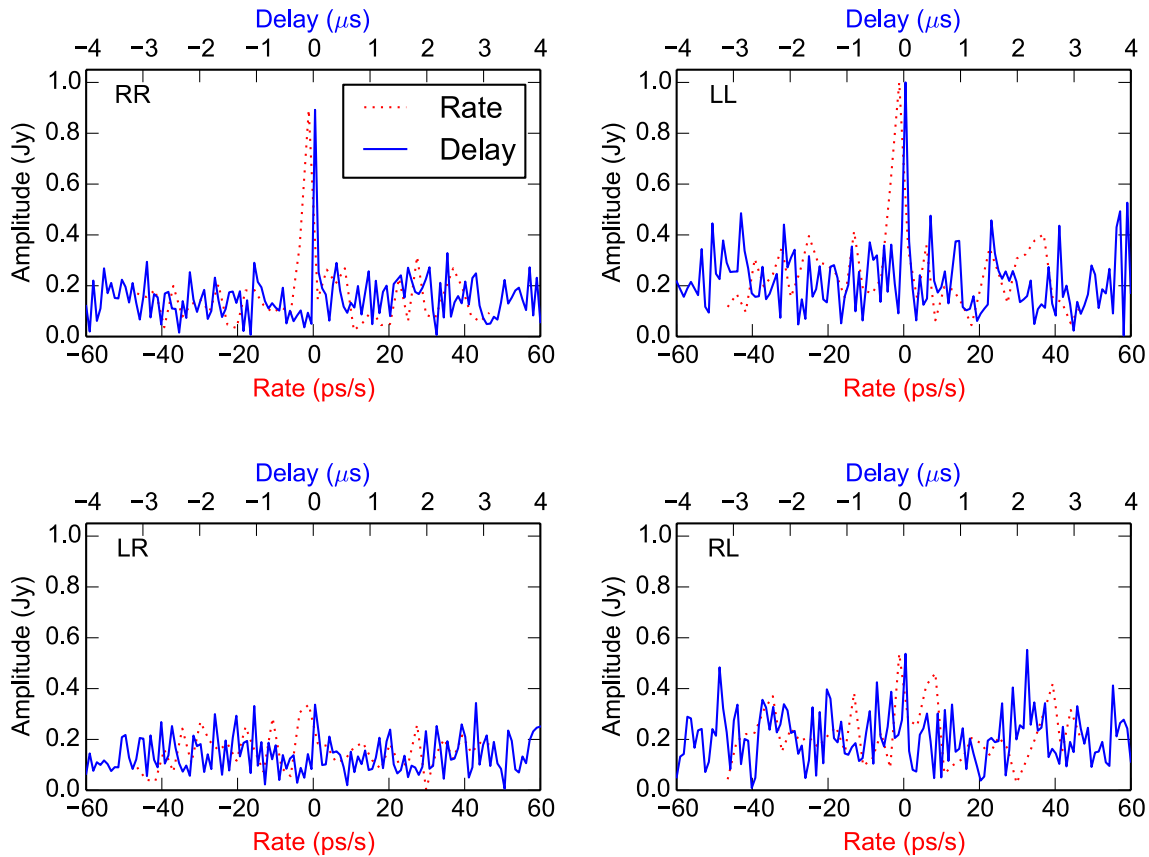 Delay (μs)
−4 −3 −2 −1 0 1 2 3 4
1.0
0.8
0.6
0.4
0.2
0.0
Amplitude (Jy)
RR
Rate
Delay
−60 −40 −20 0 20 40 60
Rate (ps/s)
Delay (μs)
−4 −3 −2 −1 0 1 2 3 4
1.0
0.8
0.6
0.4
0.2
0.0
Amplitude (Jy)
LL
−60 −40 −20 0 20 40 60
Rate (ps/s)
Delay (μs)
−4 −3 −2 −1 0 1 2 3 4
1.0
0.8
0.6
0.4
0.2
0.0
Amplitude (Jy)
LR
−60 −40 −20 0 20 40 60
Rate (ps/s)
Delay (μs)
−4 −3 −2 −1 0 1 2 3 4
1.0
0.8
0.6
0.4
0.2
0.0
Amplitude (Jy)
RL
−60 −40 −20 0 20 40 60
Rate (ps/s)